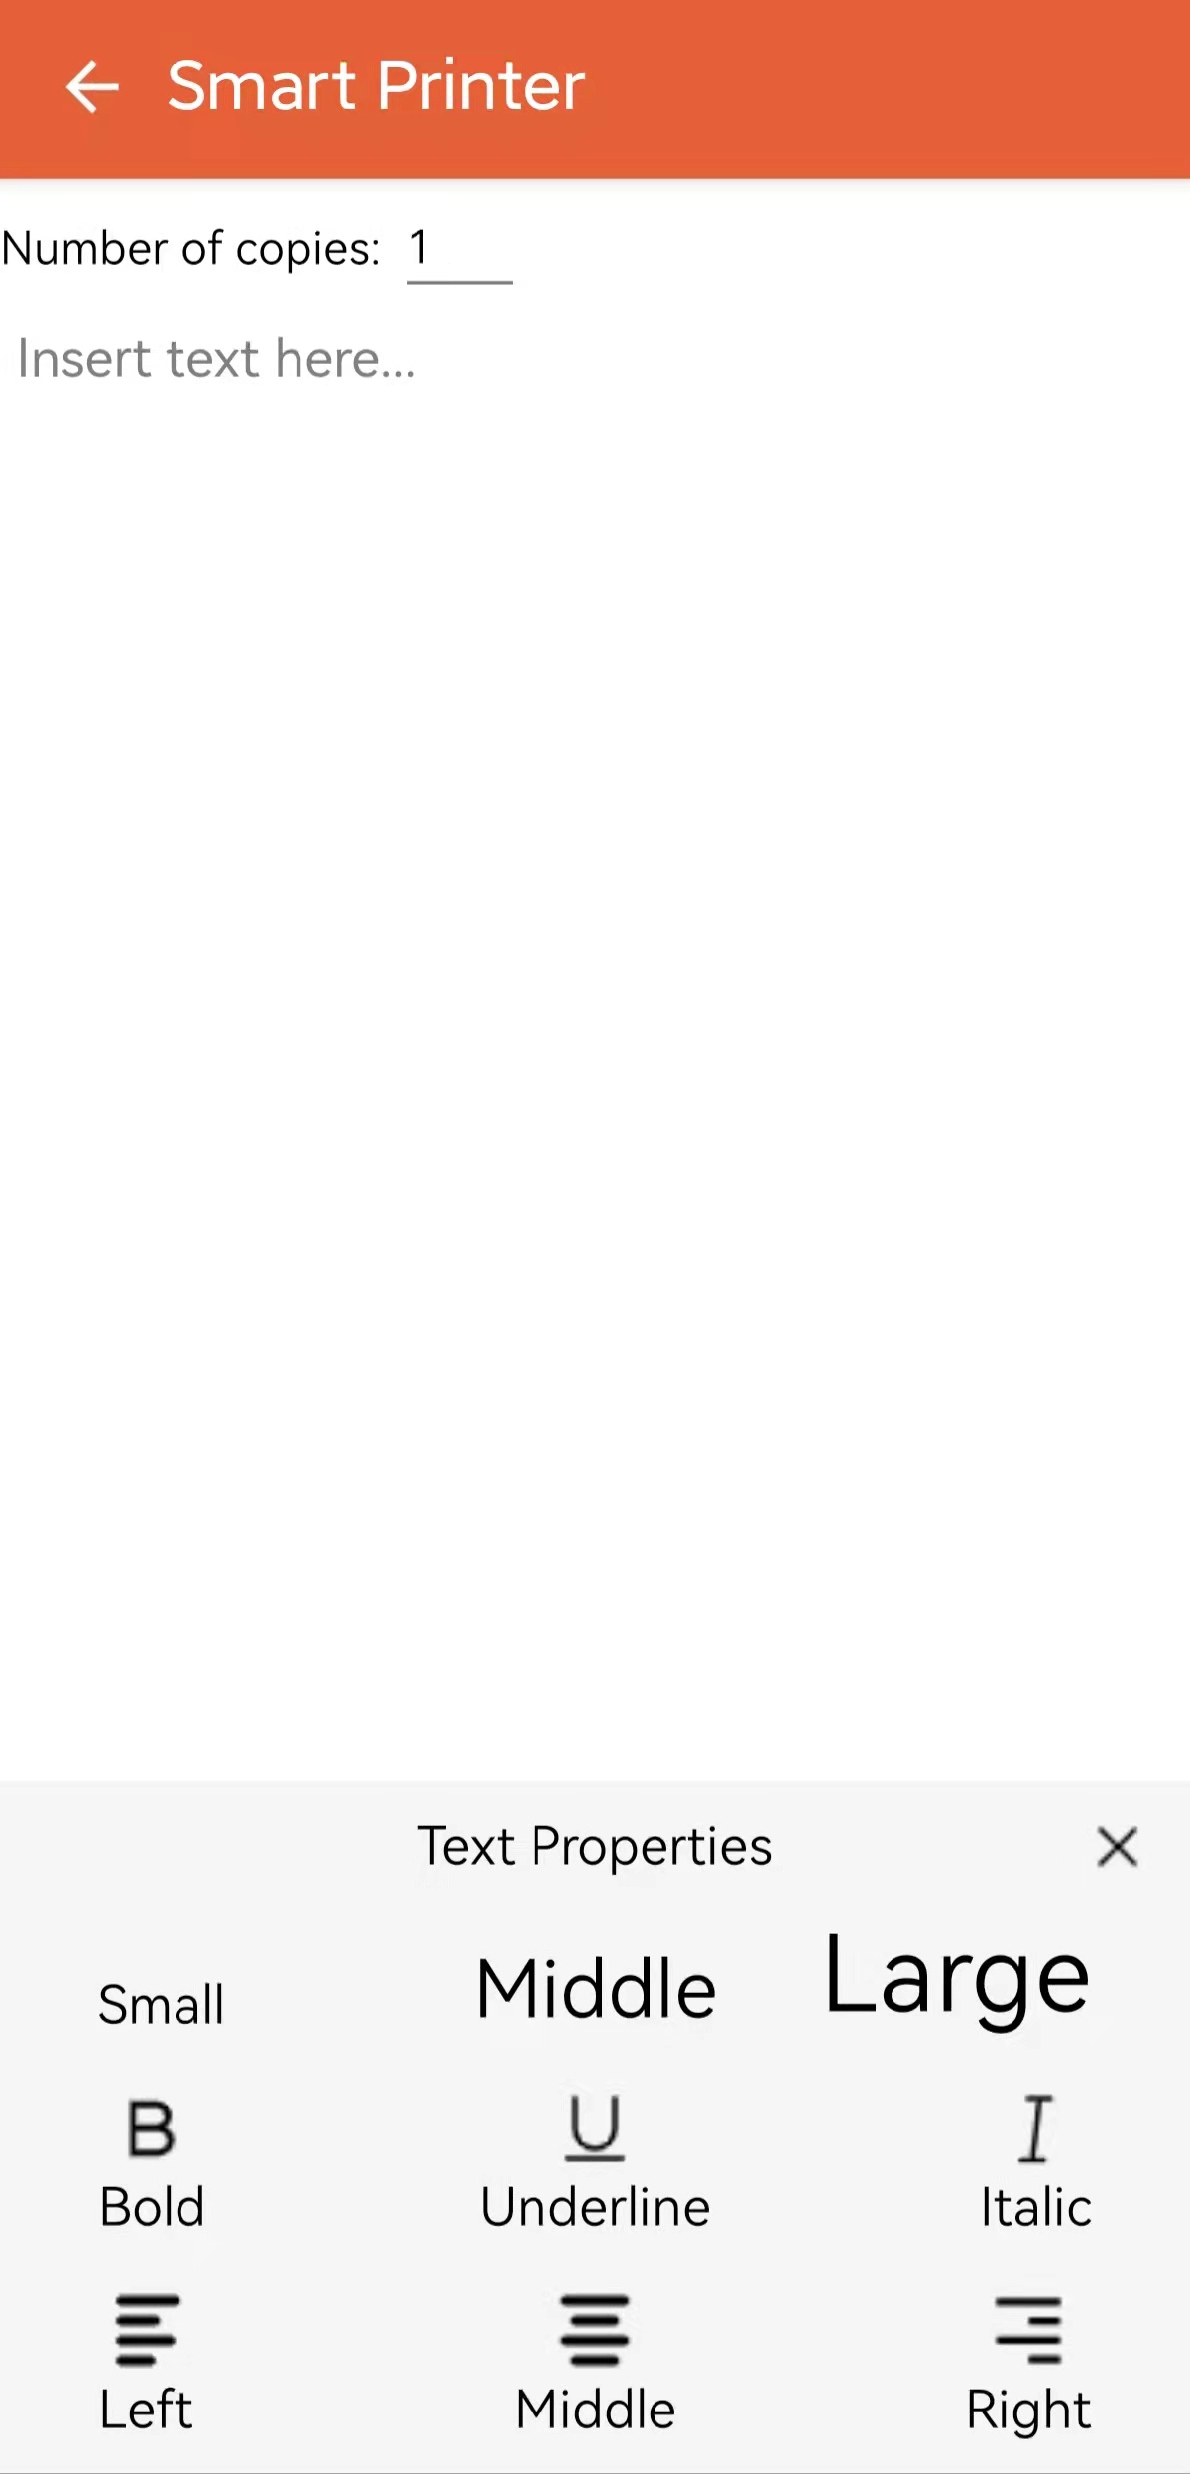 Smart Printer
Number of copies: 1
Insert text here...
Text Properties
Small Middle Large
B U I
Bold Underline Italic
Left Middle Right